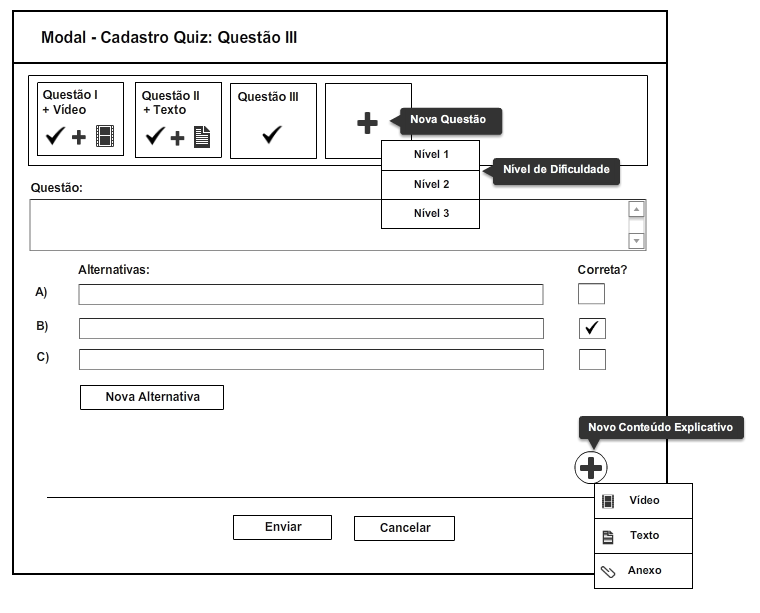 Modal - Cadastro Quiz: Questão III
Questão I
+ Vídeo
Questão II
+ Texto
Questão III
Nova Questão
Nível 1
Nível de Dificuldade
Nível 2
Nível 3
Questão:
Alternativas:
Correta?
A)
B)
C)
Nova Alternativa
Novo Conteúdo Explicativo
Vídeo
Texto
Anexo
Enviar
Cancelar